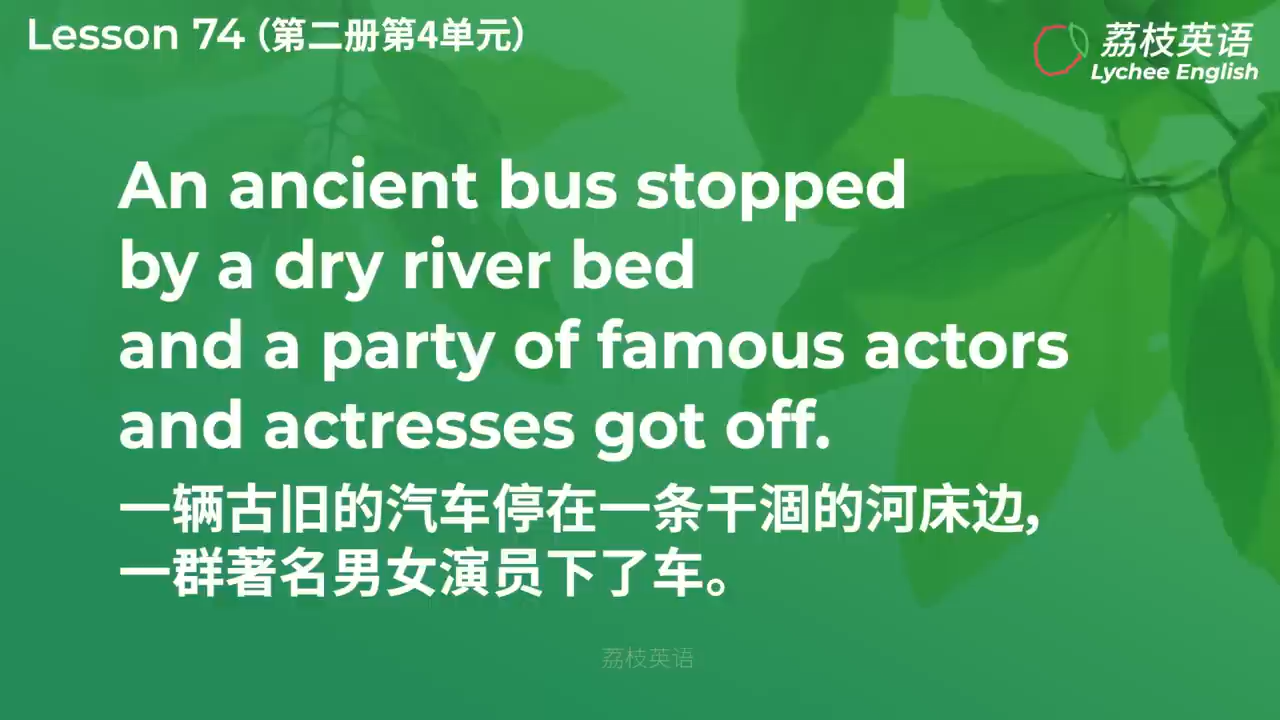 Lesson 74 (第二册第4单元)
荔枝英语
Lychee English
An ancient bus stopped
by a dry river bed
and a party of famous actors
and actresses got off.
一辆古旧的汽车停在一条干涸的河床边,
一群著名男女演员下了车。
荔枝英语